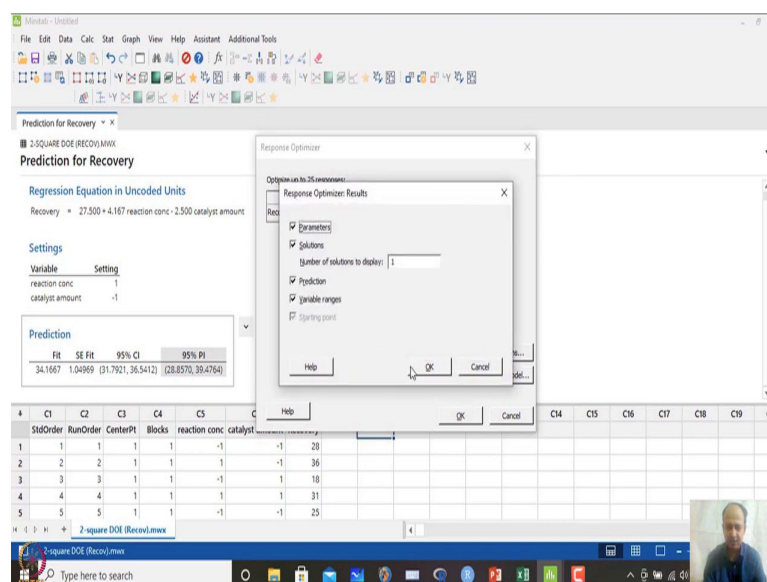 Minitab - Untitled
File Edit Data Calc Stat Graph View Help Assistant Additional Tools
Prediction for Recovery
2-SQUARE DOE (RECOV).MWX
Prediction for Recovery
Regression Equation in Uncoded Units
Recovery = 27.500 + 4.167 reaction conc - 2.500 catalyst amount
Settings
Variable Setting
reaction conc 1
catalyst amount -1
Prediction
Fit SE Fit 95% CI 95% PI
34.1667 1.04969 (31.7921, 36.5412) (28.8570, 39.4764)
Response Optimizer
Optimize up to 25 responses:
Response Optimizer: Results
Parameters
Solutions
Number of solutions to display: 1
Prediction
Variable ranges
Starting point
Help OK Cancel
Help OK Cancel
C1 C2 C3 C4 C5 C14 C15 C16 C17 C18 C19
StdOrder RunOrder CenterPt Blocks reaction conc catalyst
1 1 1 1 1 -1 -1 28
2 2 2 1 1 1 -1 36
3 3 3 1 1 -1 1 18
4 4 4 1 1 1 1 31
5 5 5 1 1 -1 -1 25
2-square DOE (Recov).mwx
2-square DOE (Recov).mwx
Type here to search